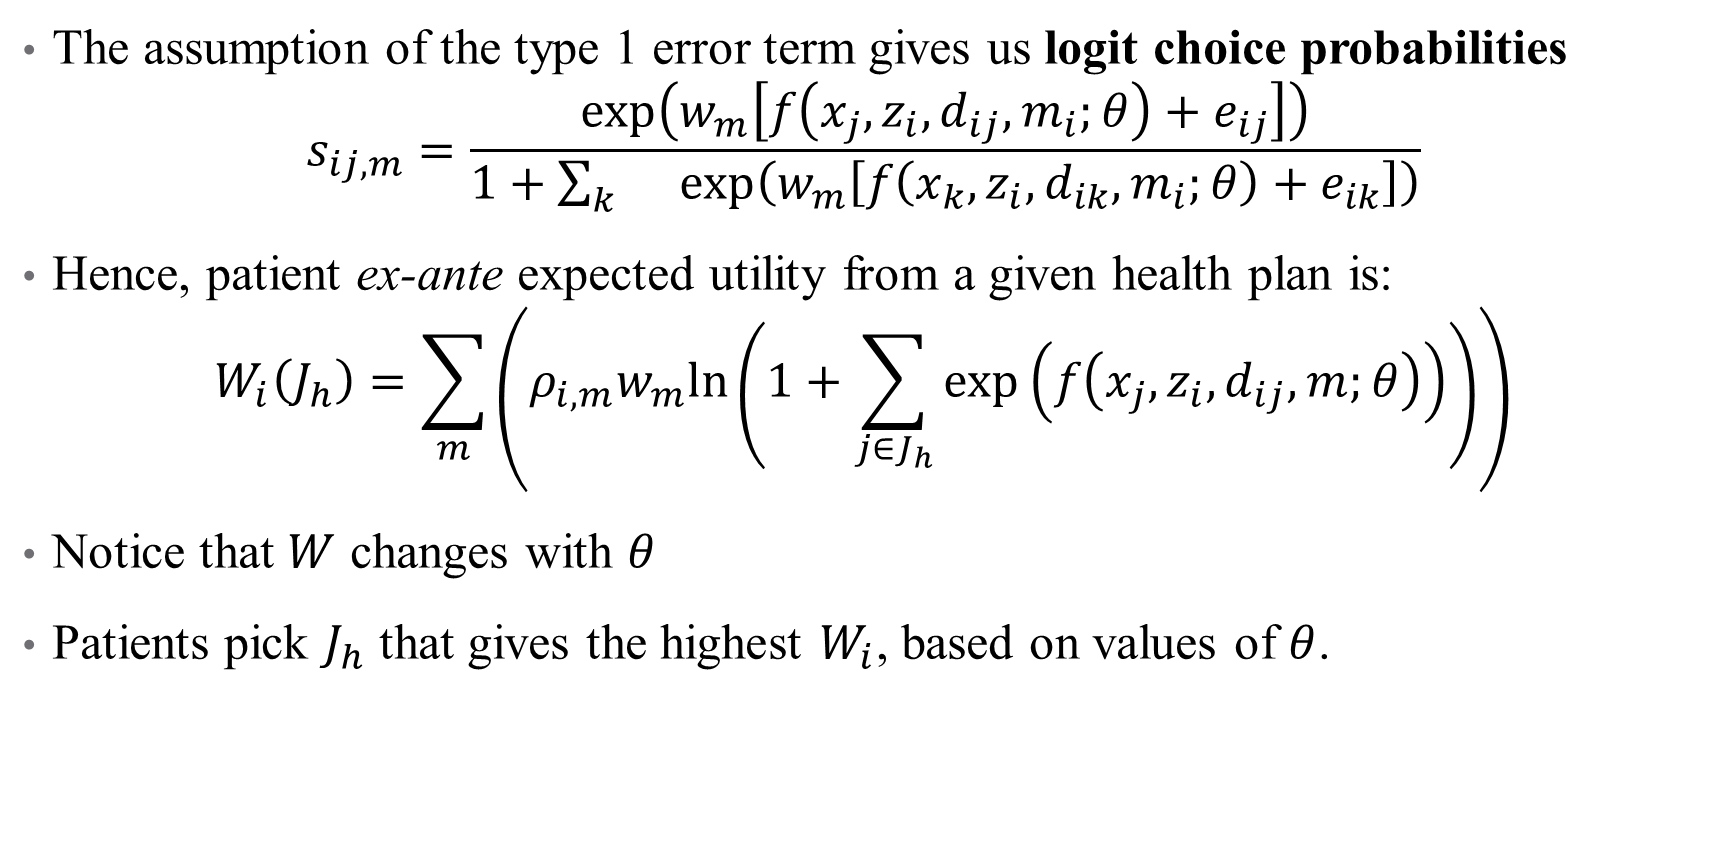 • The assumption of the type 1 error term gives us logit choice probabilities
s_{ij,m} = \frac{exp(w_m[f(x_j, z_i, d_{ij}, m_i; θ) + e_{ij}])}{1 + ∑_k exp(w_m[f(x_k, z_i, d_{ik}, m_i; θ) + e_{ik}])}
• Hence, patient ex-ante expected utility from a given health plan is:
W_i(J_h) = ∑_m (ρ_{i,m} w_m ln(1 + ∑_{j∈J_h} exp(f(x_j, z_i, d_{ij}, m; θ))))
• Notice that W changes with θ
• Patients pick J_h that gives the highest W_i, based on values of θ.